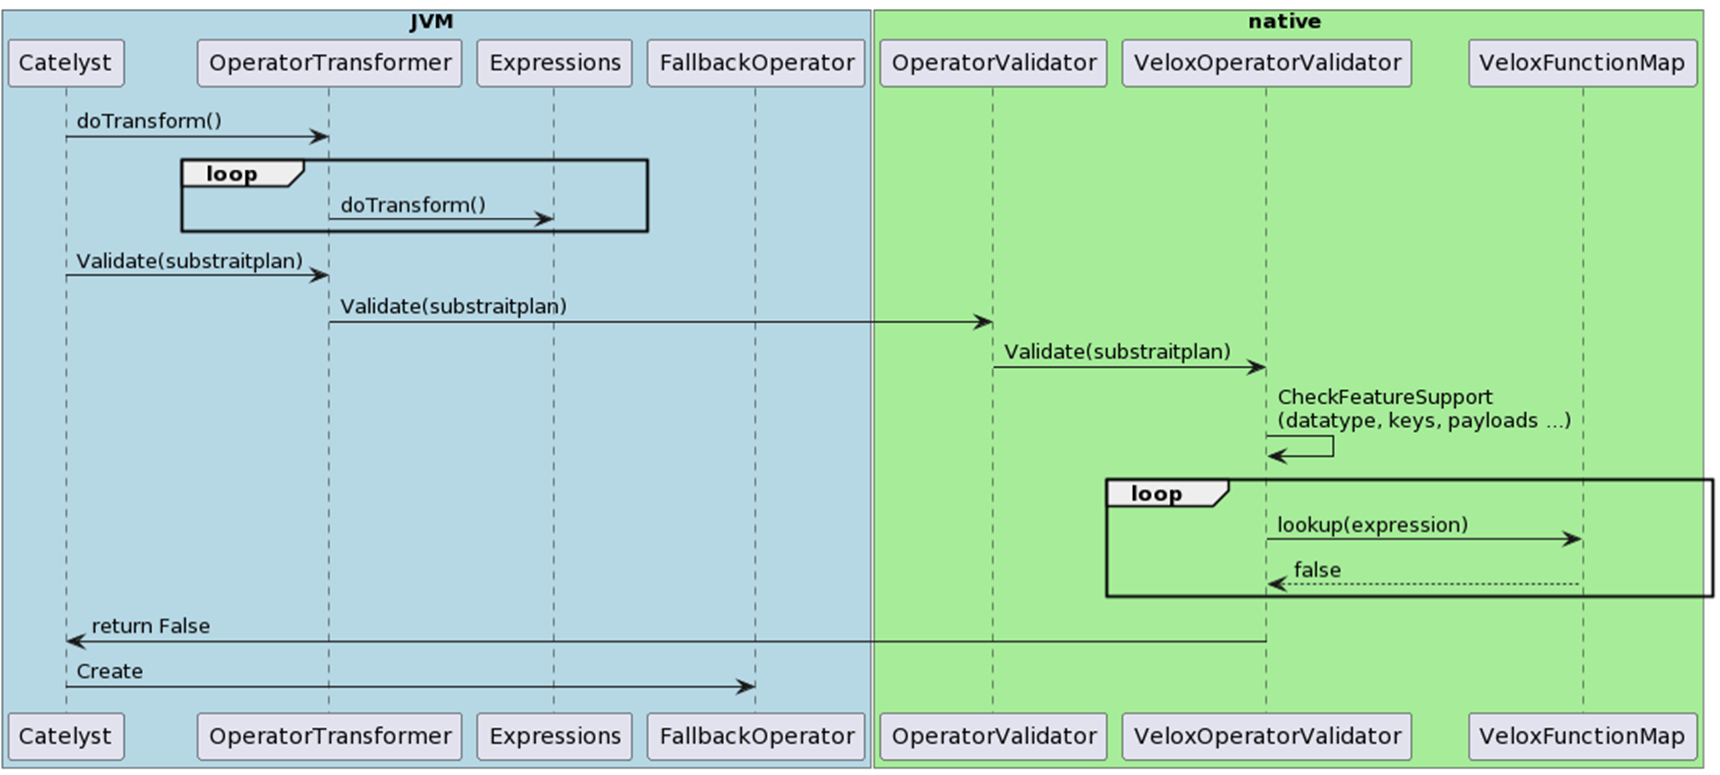 JVM
native
Catelyst
OperatorTransformer
Expressions
FallbackOperator
OperatorValidator
VeloxOperatorValidator
VeloxFunctionMap
doTransform()
loop
doTransform()
Validate(substraitplan)
Validate(substraitplan)
Validate(substraitplan)
CheckFeatureSupport
(datatype, keys, payloads ...)
loop
lookup(expression)
false
return False
Create
Catelyst
OperatorTransformer
Expressions
FallbackOperator
OperatorValidator
VeloxOperatorValidator
VeloxFunctionMap